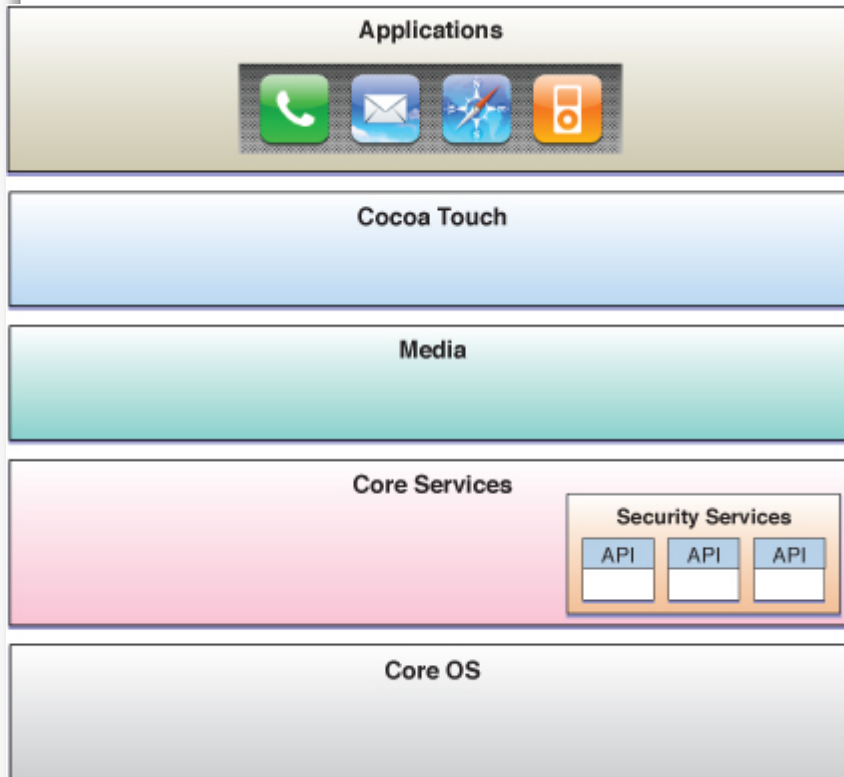 Applications
Cocoa Touch
Media
Core Services
Security Services
API API API
Core OS